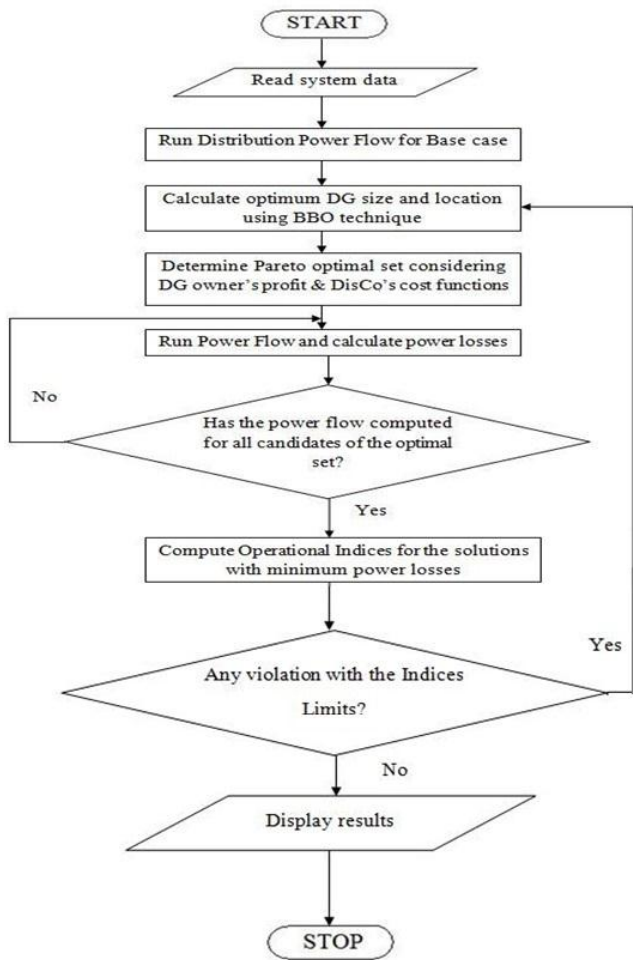 START
Read system data
Run Distribution Power Flow for Base case
Calculate optimum DG size and location
using BBO technique
Determine Pareto optimal set considering
DG owner's profit & DisCo's cost functions
Run Power Flow and calculate power losses
No
Has the power flow computed
for all candidates of the optimal
set?
Yes
Compute Operational Indices for the solutions
with minimum power losses
Yes
Any violation with the Indices
Limits?
No
Display results
STOP